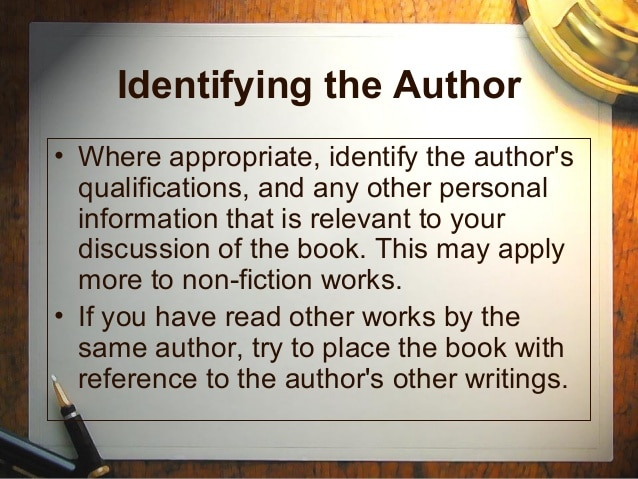 Identifying the Author
• Where appropriate, identify the author's
qualifications, and any other personal
information that is relevant to your
discussion of the book. This may apply
more to non-fiction works.
• If you have read other works by the
same author, try to place the book with
reference to the author's other writings.